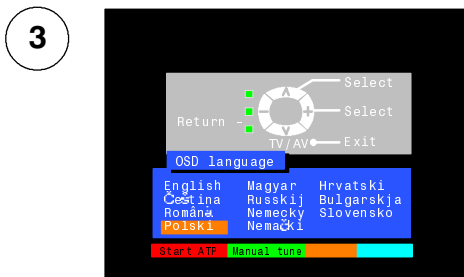 3
Select
Select
Return
TV/AV
Exit
OSD language
English Magyar Hrvatski
Čeština Russkij Bulgarskja
Româna Nemecky Slovensko
Polski Nemački
Start ATP Manual tune